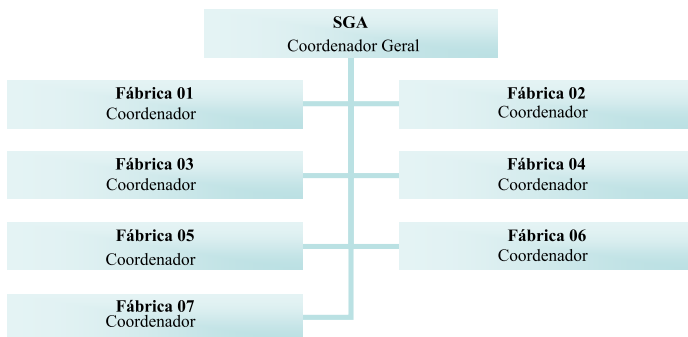 SGA
Coordenador Geral
Fábrica 01
Coordenador
Fábrica 02
Coordenador
Fábrica 03
Coordenador
Fábrica 04
Coordenador
Fábrica 05
Coordenador
Fábrica 06
Coordenador
Fábrica 07
Coordenador